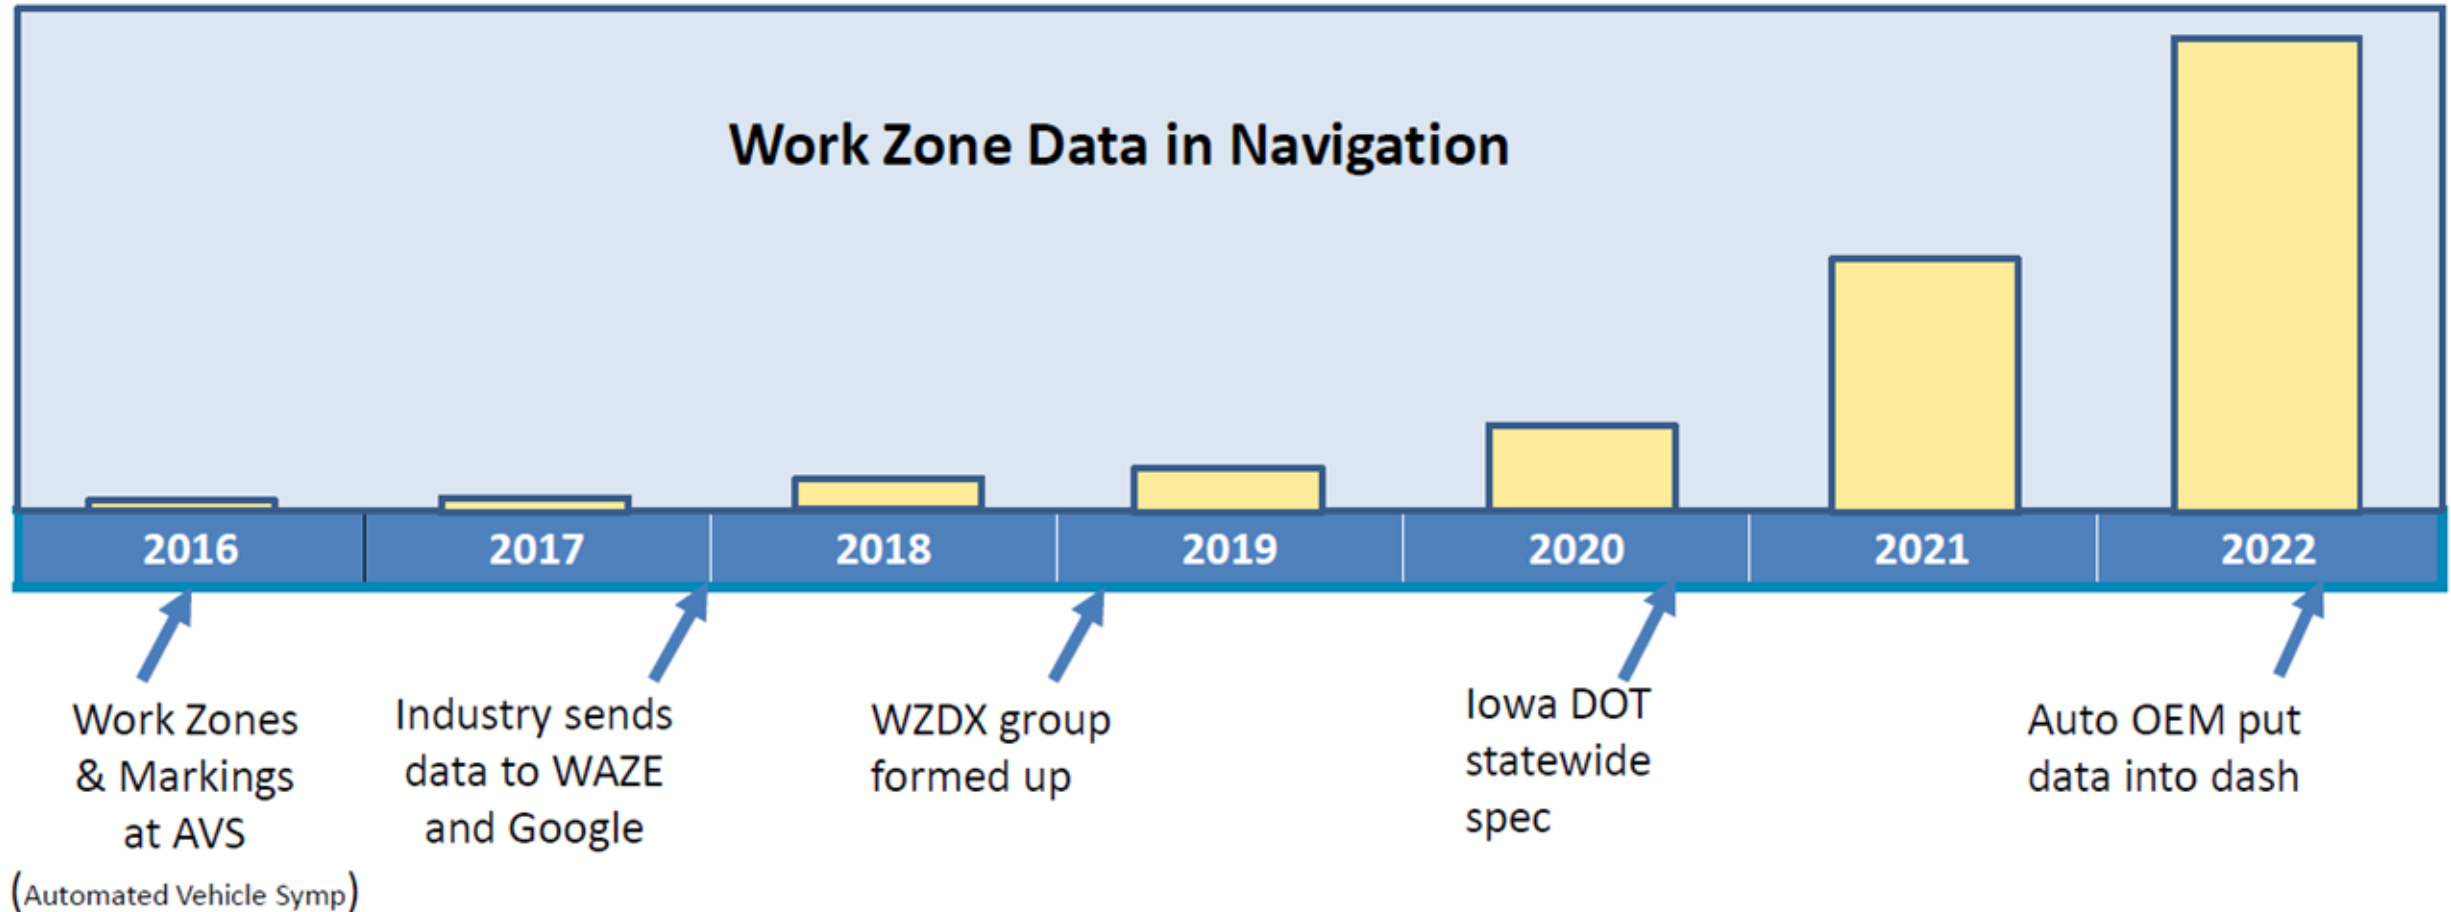 Work Zone Data in Navigation
2016 2017 2018 2019 2020 2021 2022
Work Zones
& Markings
at AVS
(Automated Vehicle Symp)
Industry sends
data to WAZE
and Google
WZDX group
formed up
Iowa DOT
statewide
spec
Auto OEM put
data into dash